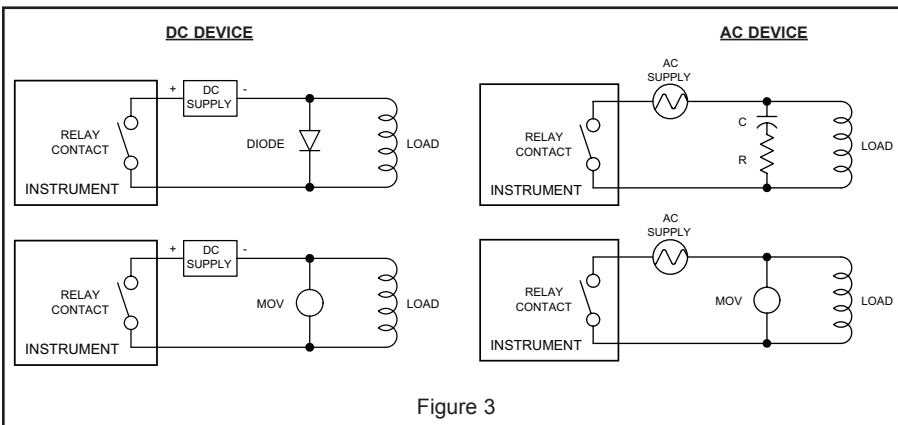 DC DEVICE
AC DEVICE
+ DC SUPPLY -
RELAY CONTACT
DIODE
LOAD
INSTRUMENT
AC SUPPLY
RELAY CONTACT
C
R
LOAD
INSTRUMENT
+ DC SUPPLY -
RELAY CONTACT
MOV
LOAD
INSTRUMENT
AC SUPPLY
RELAY CONTACT
MOV
LOAD
INSTRUMENT
Figure 3